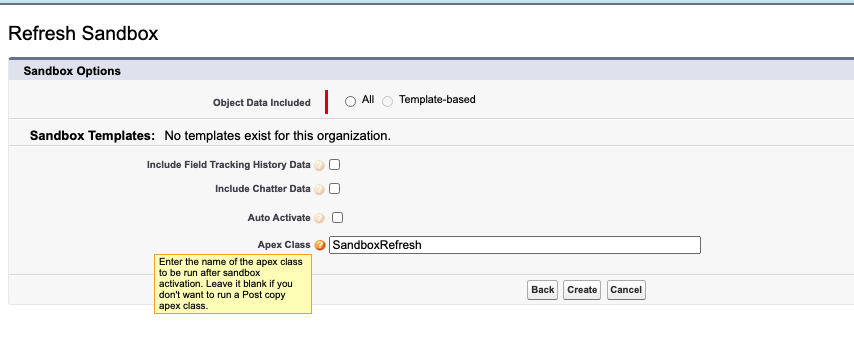 Refresh Sandbox
Sandbox Options
Object Data Included All Template-based
Sandbox Templates: No templates exist for this organization.
Include Field Tracking History Data ?
Include Chatter Data ?
Auto Activate ?
Apex Class ? SandboxRefresh
Enter the name of the apex class
to be run after sandbox
activation. Leave it blank if you
don't want to run a Post copy
apex class.
Back Create Cancel